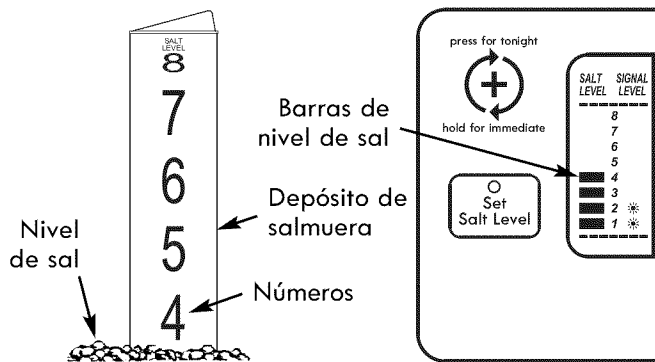 SALT
LEVEL
8
7
6
5
4
Nivel
de sal
Depósito de
salmuera
Números
press for tonight
+
hold for immediate
Barras de
nivel de sal
Set
Salt Level
SALT SIGNAL
LEVEL LEVEL
8
7
6
5
4
3
2
1